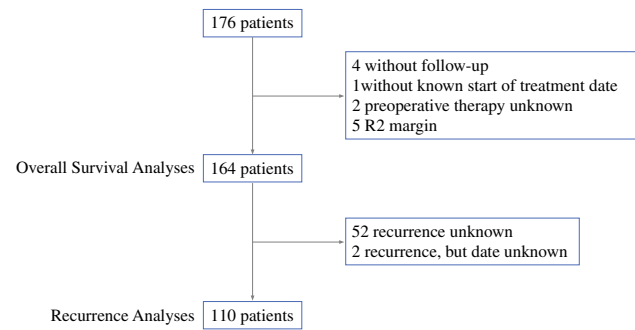 176 patients
4 without follow-up
1without known start of treatment date
2 preoperative therapy unknown
5 R2 margin
Overall Survival Analyses 164 patients
52 recurrence unknown
2 recurrence, but date unknown
Recurrence Analyses 110 patients